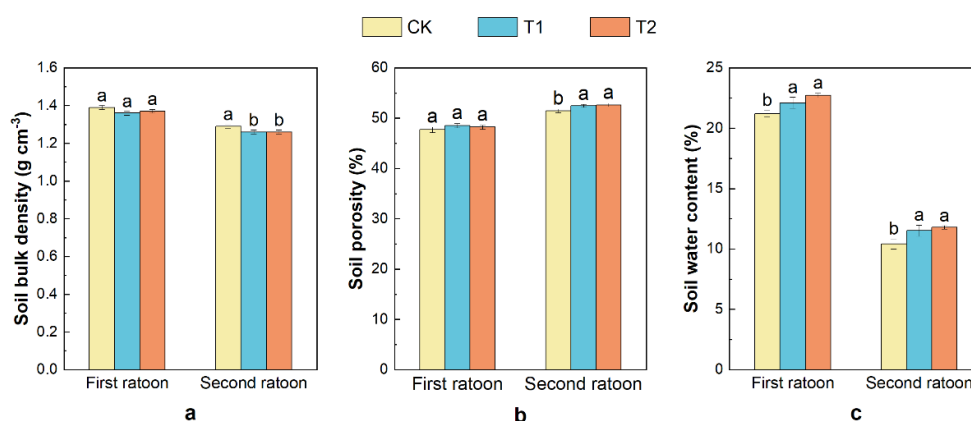 CK T1 T2
Soil bulk density (g cm⁻³)
1.6
1.4
1.2
1.0
0.8
0.6
0.4
0.2
0.0
a a a
a b b
First ratoon Second ratoon
a
Soil porosity (%)
60
50
40
30
20
10
0
a a a
b a a
First ratoon Second ratoon
b
Soil water content (%)
25
20
15
10
5
0
b a a
b a a
First ratoon Second ratoon
c